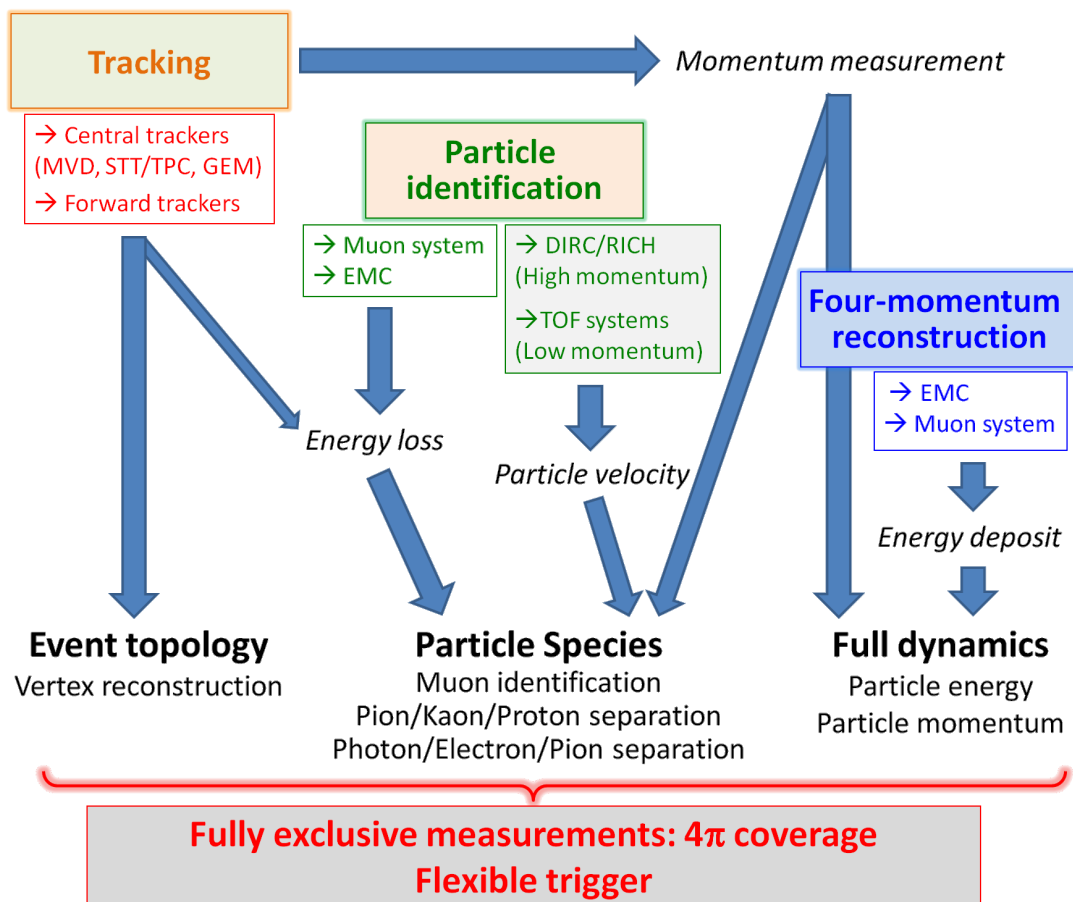 Tracking
Momentum measurement
→ Central trackers
(MVD, STT/TPC, GEM)
→ Forward trackers
Particle
identification
→ Muon system
→ EMC
→ DIRC/RICH
(High momentum)
→TOF systems
(Low momentum)
Four-momentum
reconstruction
→ EMC
→ Muon system
Energy loss
Particle velocity
Energy deposit
Event topology
Vertex reconstruction
Particle Species
Muon identification
Pion/Kaon/Proton separation
Photon/Electron/Pion separation
Full dynamics
Particle energy
Particle momentum
Fully exclusive measurements: 4π coverage
Flexible trigger